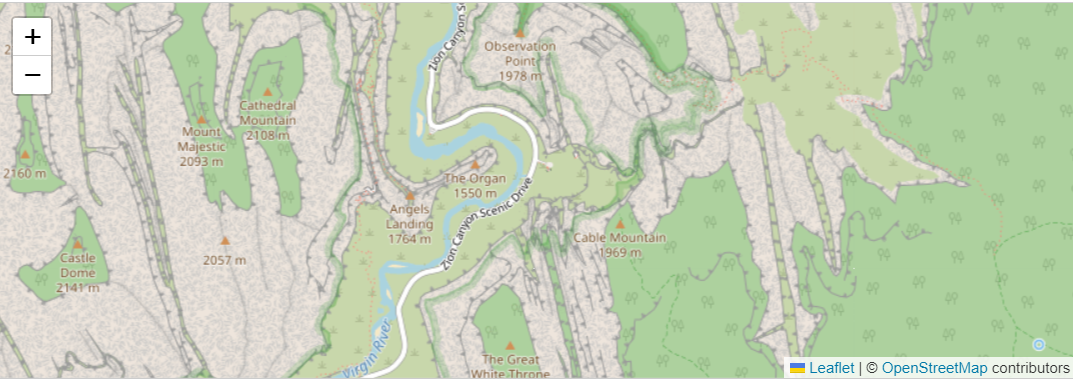 +
−
2
Zion Canyon S
Observation
Point
1978 m
Cathedral
Mountain
2108 m
Mount
Majestic
2093 m
2160 m
The Organ
1550 m
Angels
Landing
1764 m
Zion Canyon Scenic Drive
Cable Mountain
1969 m
2057 m
Castle
Dome
2141 m
Virgin River
The Great
White Throne
Leaflet | © OpenStreetMap contributors